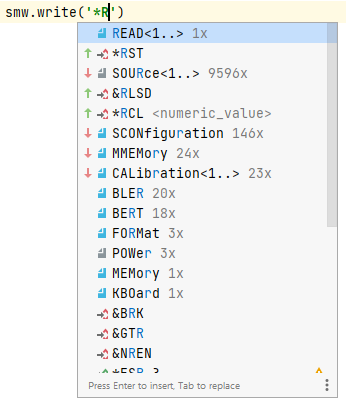 smw.write('*R')
READ<1..> 1x
*RST
SOURce<1..> 9596x
&RLSD
*RCL <numeric_value>
SCONfiguration 146x
MMEMory 24x
CALibration<1..> 23x
BLER 20x
BERT 18x
FORMat 3x
POWer 3x
MEMory 1x
KBOard 1x
&BRK
&GTR
&NREN
*ESR ?
Press Enter to insert, Tab to replace